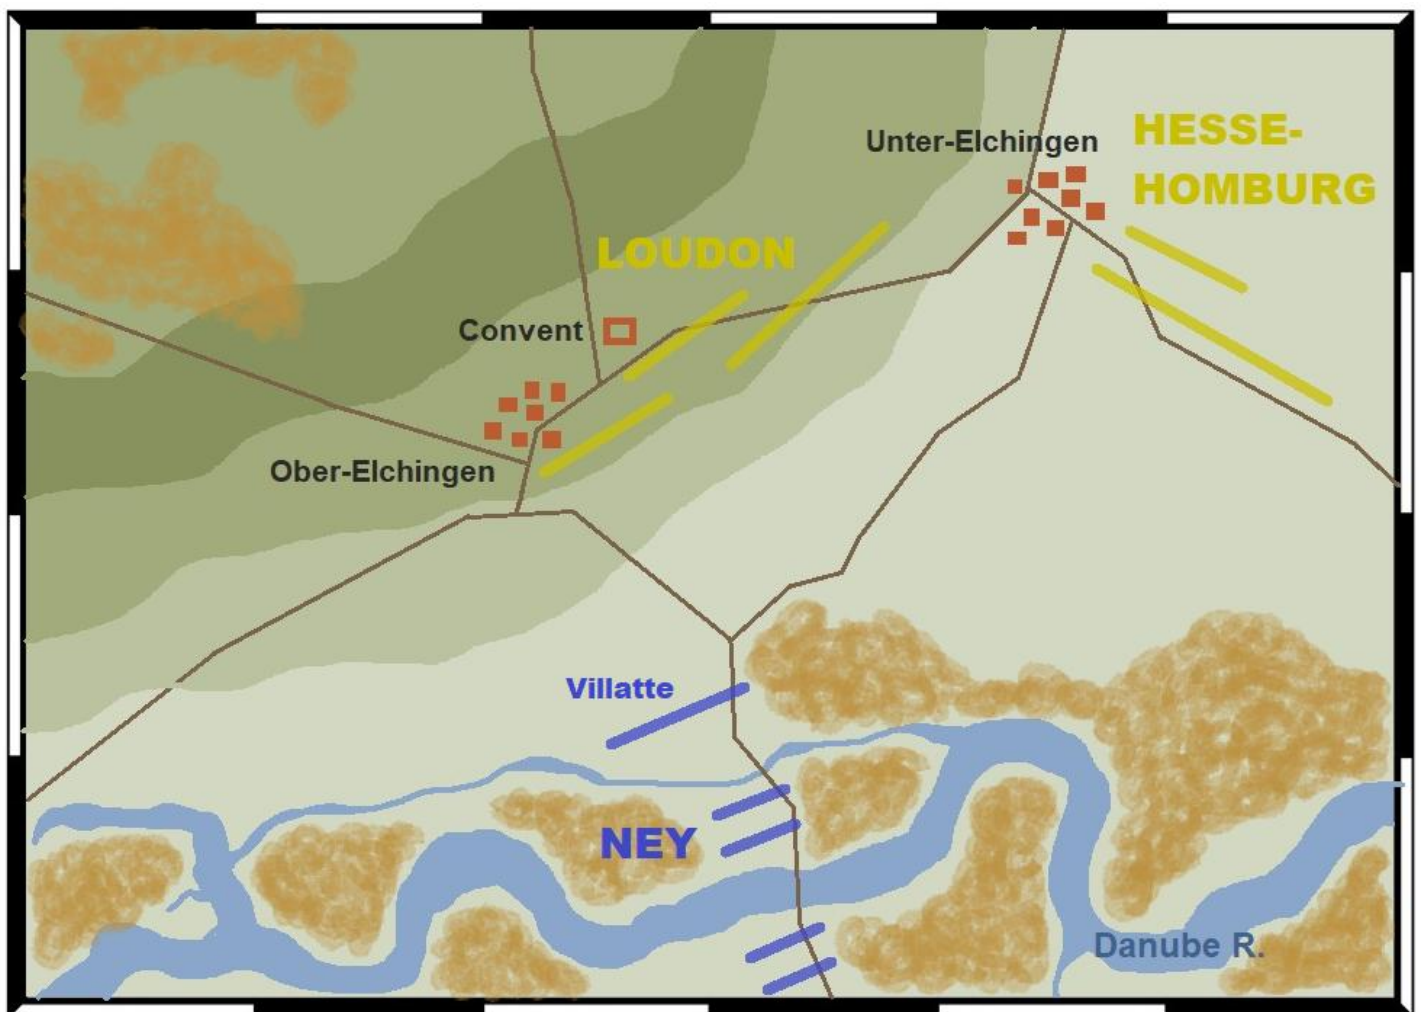 Unter-Elchingen
HESSE-
HOMBURG
LOUDON
Convent
Ober-Elchingen
Villatte
NEY
Danube R.